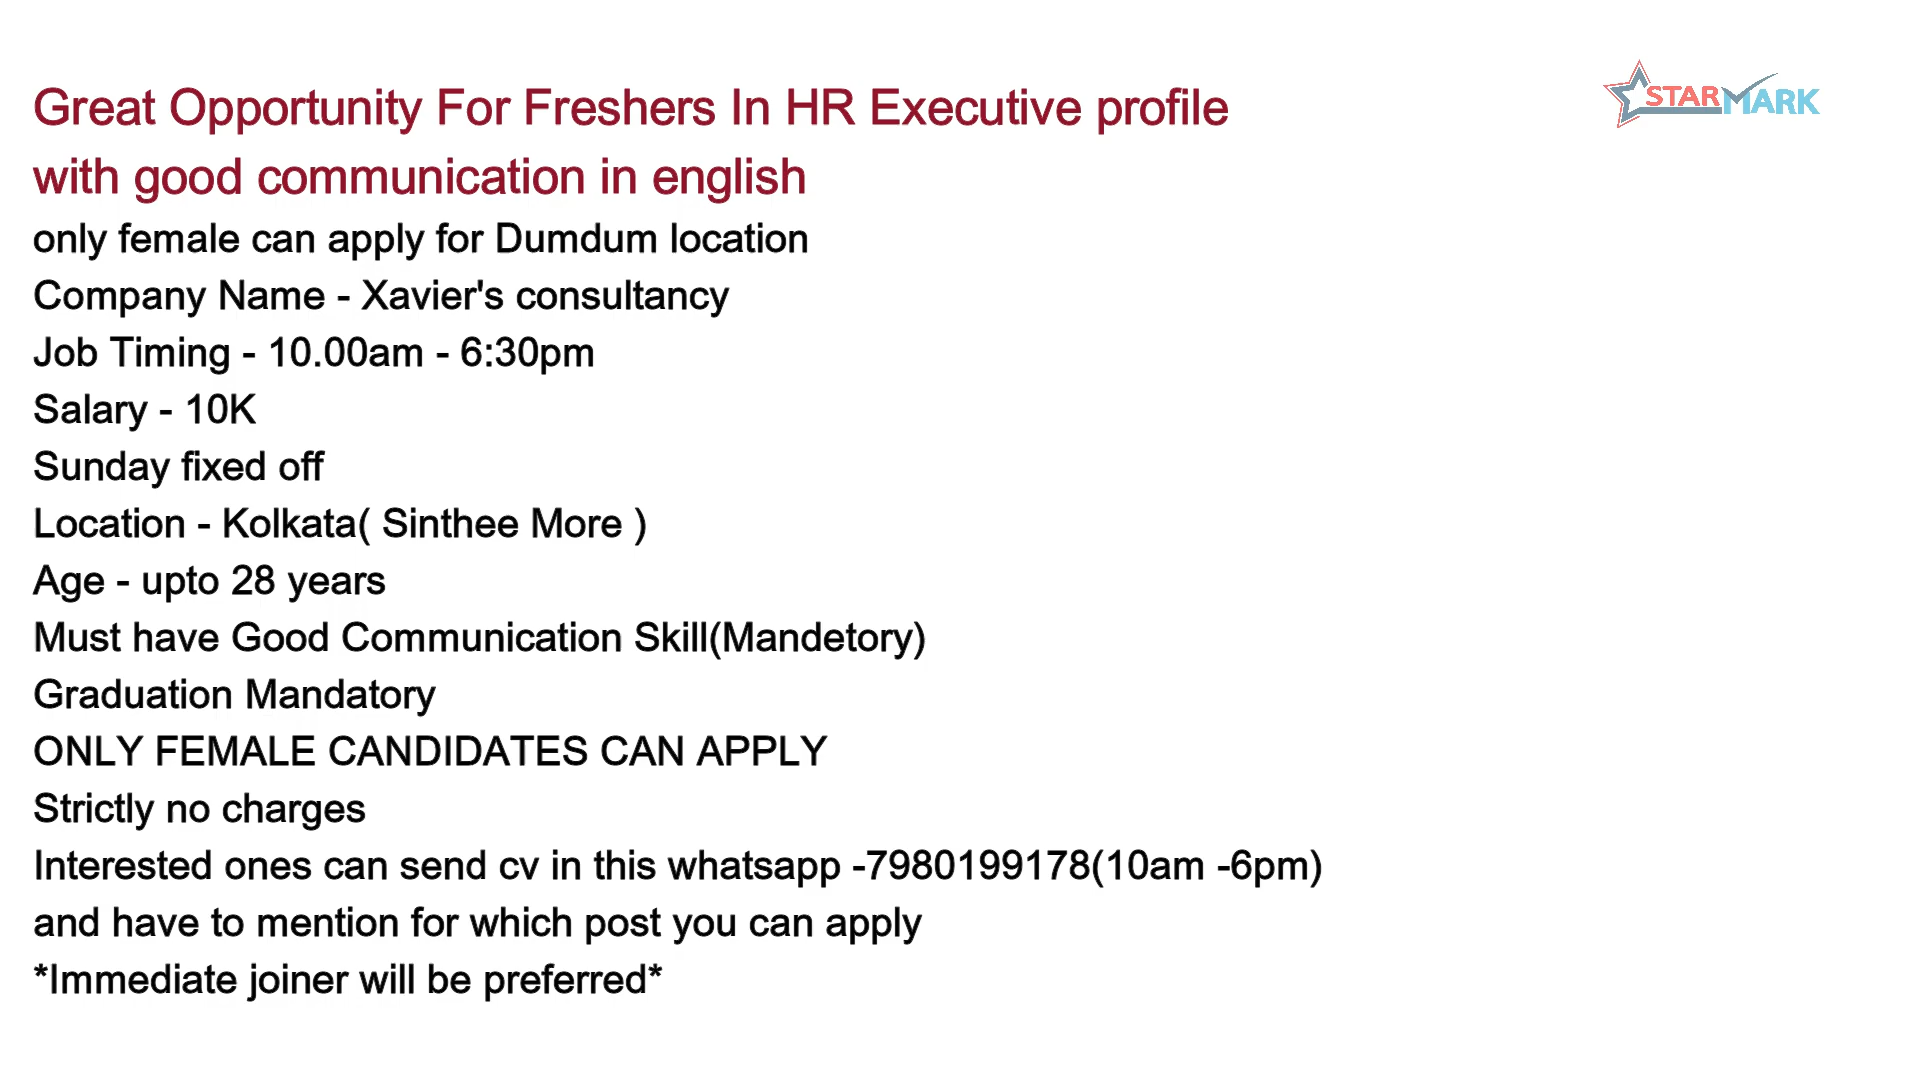 STARMARK
Great Opportunity For Freshers In HR Executive profile
with good communication in english
only female can apply for Dumdum location
Company Name - Xavier's consultancy
Job Timing - 10.00am - 6:30pm
Salary - 10K
Sunday fixed off
Location - Kolkata( Sinthee More )
Age - upto 28 years
Must have Good Communication Skill(Mandetory)
Graduation Mandatory
ONLY FEMALE CANDIDATES CAN APPLY
Strictly no charges
Interested ones can send cv in this whatsapp -7980199178(10am -6pm)
and have to mention for which post you can apply
*Immediate joiner will be preferred*